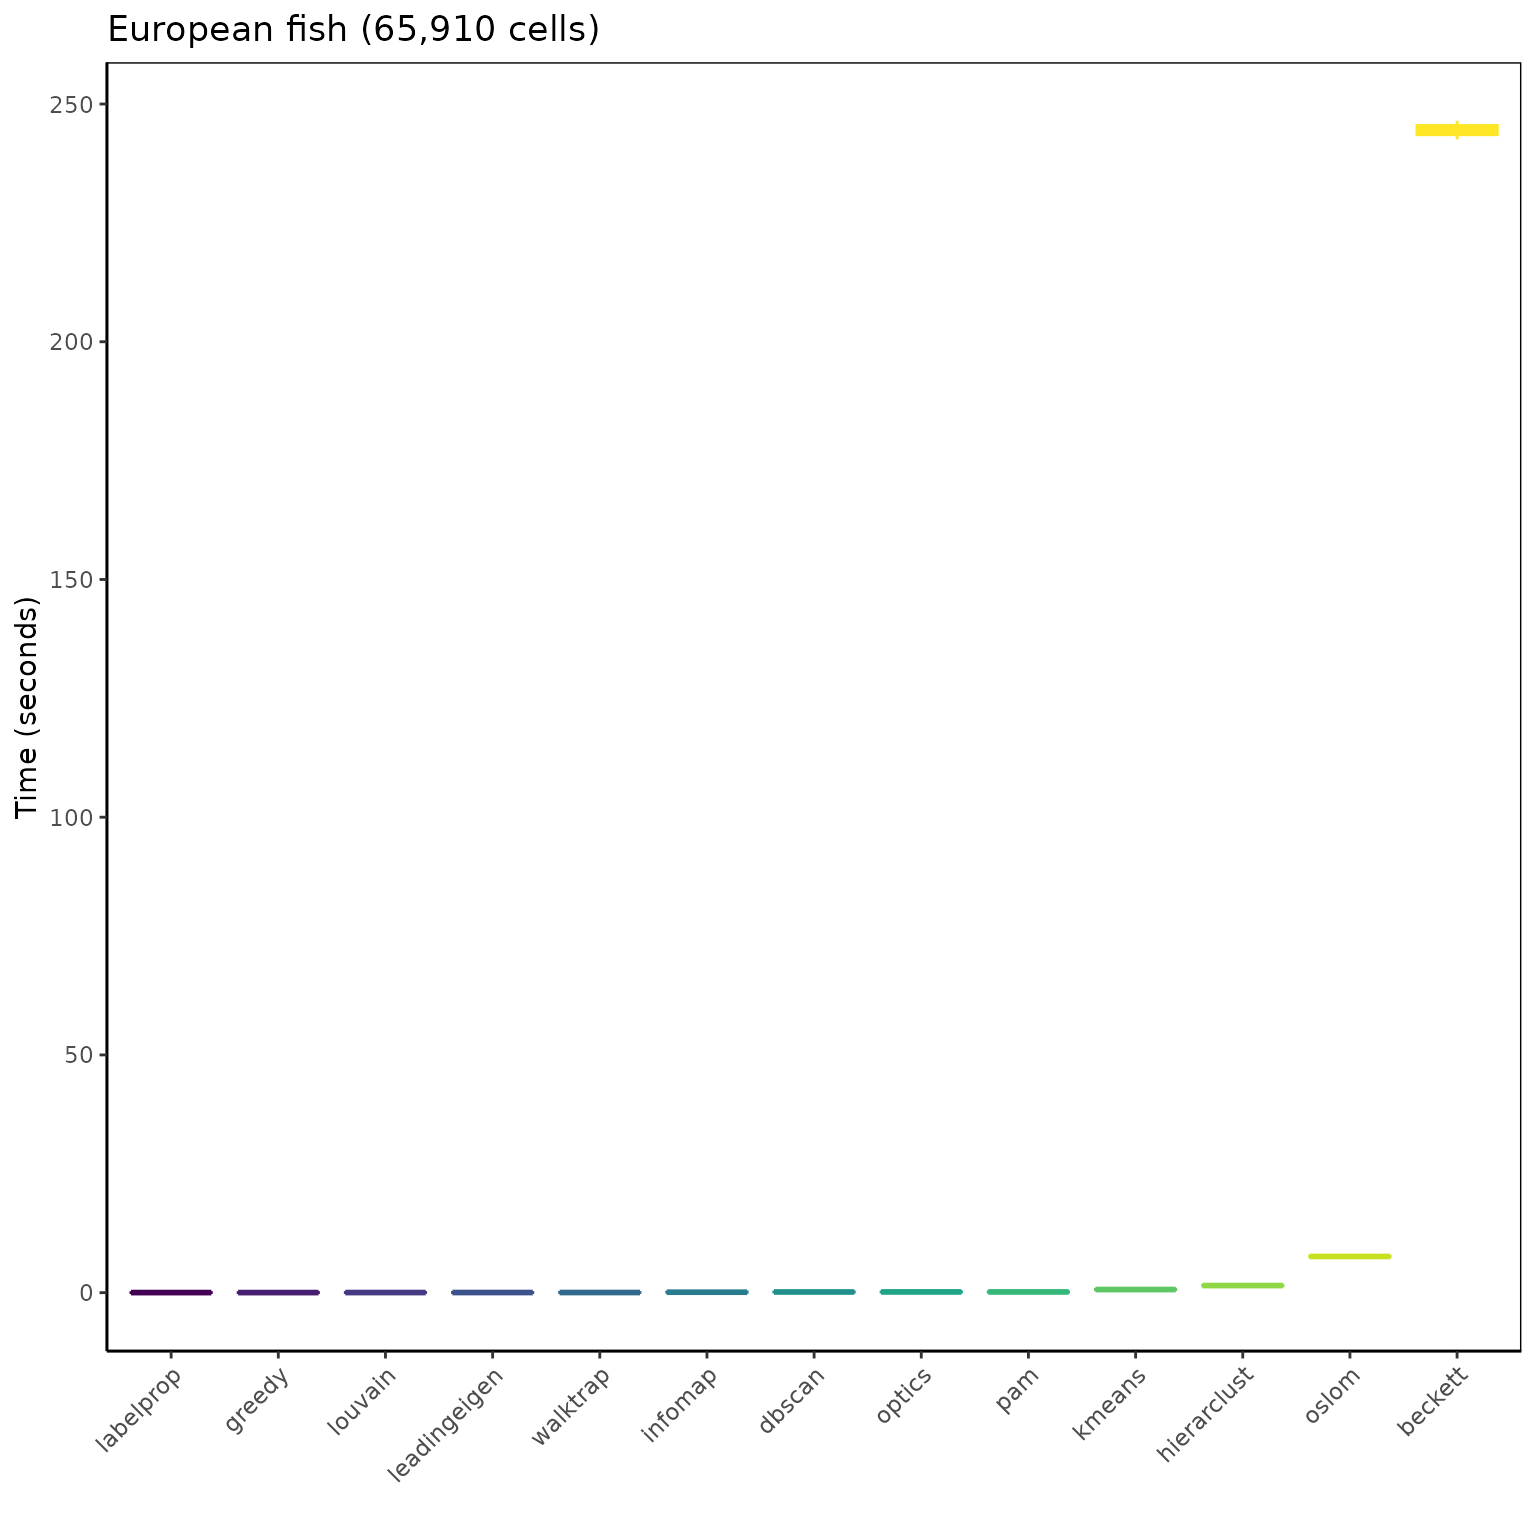 European fish (65,910 cells)
Time (seconds)
250
200
150
100
50
0
labelprop
greedy
louvain
leadingeigen
walktrap
infomap
dbscan
optics
pam
kmeans
hierarclust
oslom
beckett